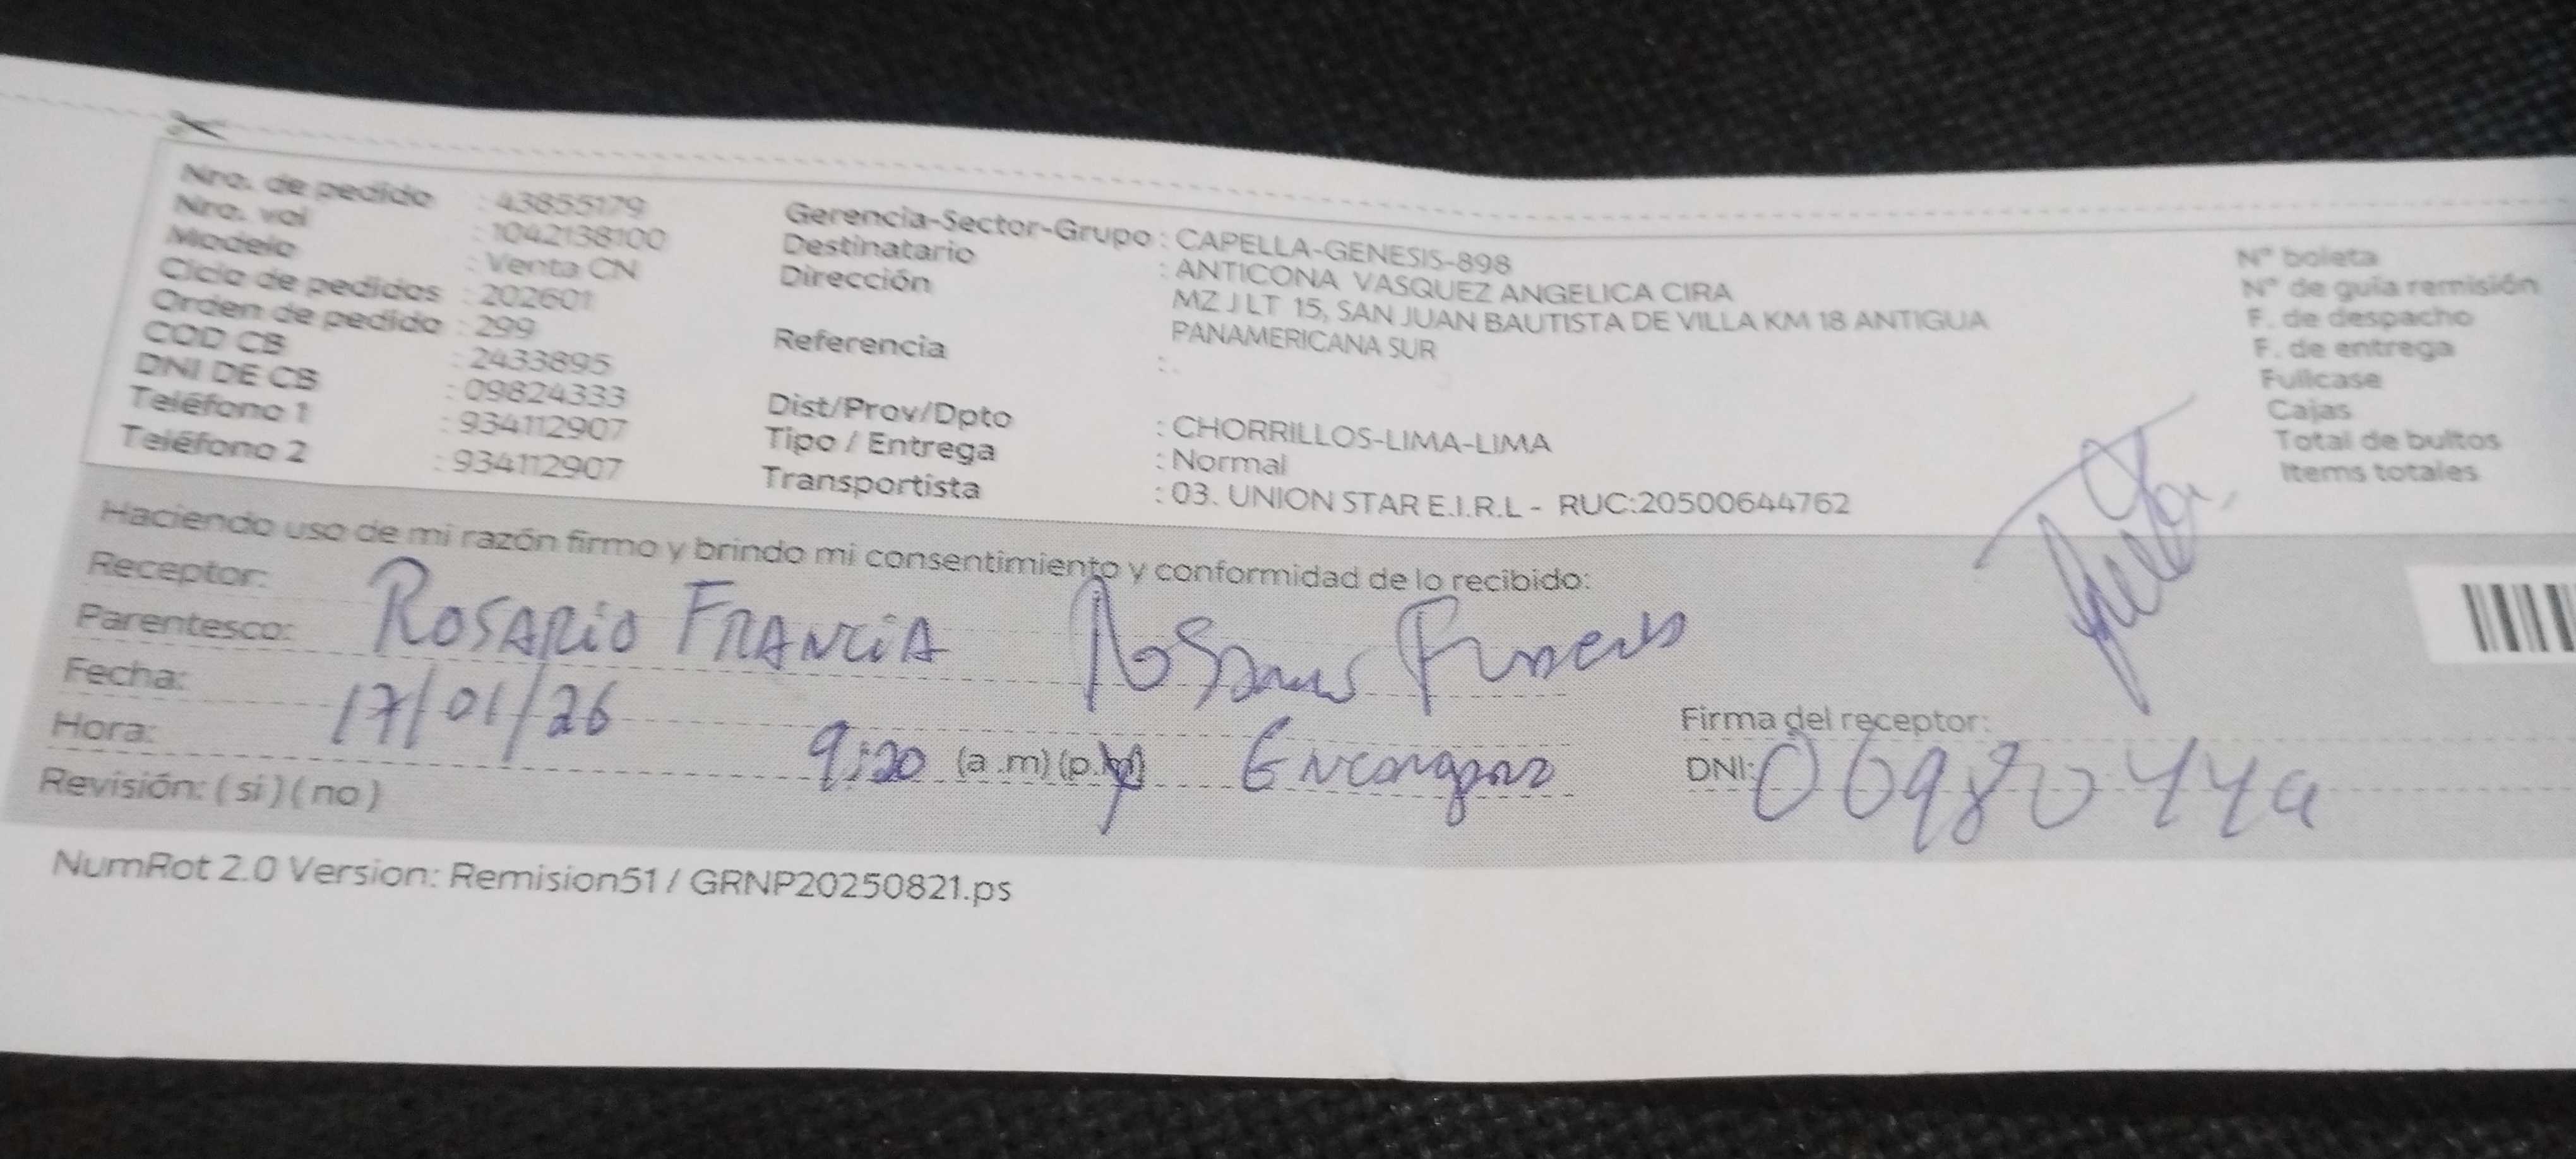 Nro. de pedido : 43855179
Nro. val : 1042138100
Modelo : Venta CN
Ciclo de pedidos : 202601
Orden de pedido : 299
COD CB : 2433895
DNI DE CB : 09824333
Teléfono 1 : 934112907
Teléfono 2 : 934112907
Gerencia-Sector-Grupo : CAPELLA-GENESIS-898
Destinatario : ANTICONA VASQUEZ ANGELICA CIRA
Dirección MZ J LT 15, SAN JUAN BAUTISTA DE VILLA KM 18 ANTIGUA
PANAMERICANA SUR
Referencia : .
Dist/Prov/Dpto : CHORRILLOS-LIMA-LIMA
Tipo / Entrega : Normal
Transportista : 03. UNION STAR E.I.R.L - RUC:20500644762
N° boleta
N° de guía remisión
F. de despacho
F. de entrega
Fullcase
Cajas
Total de bultos
Items totales
Haciendo uso de mi razón firmo y brindo mi consentimiento y conformidad de lo recibido:
Receptor: ROSARIO FRANCIA
Parentesco:
Fecha: 17/01/26
Hora: 9:20 (a.m) (p.m)
Revisión: ( si ) ( no )
Firma del receptor:
DNI:
NumRot 2.0 Version: Remision51 / GRNP20250821.ps